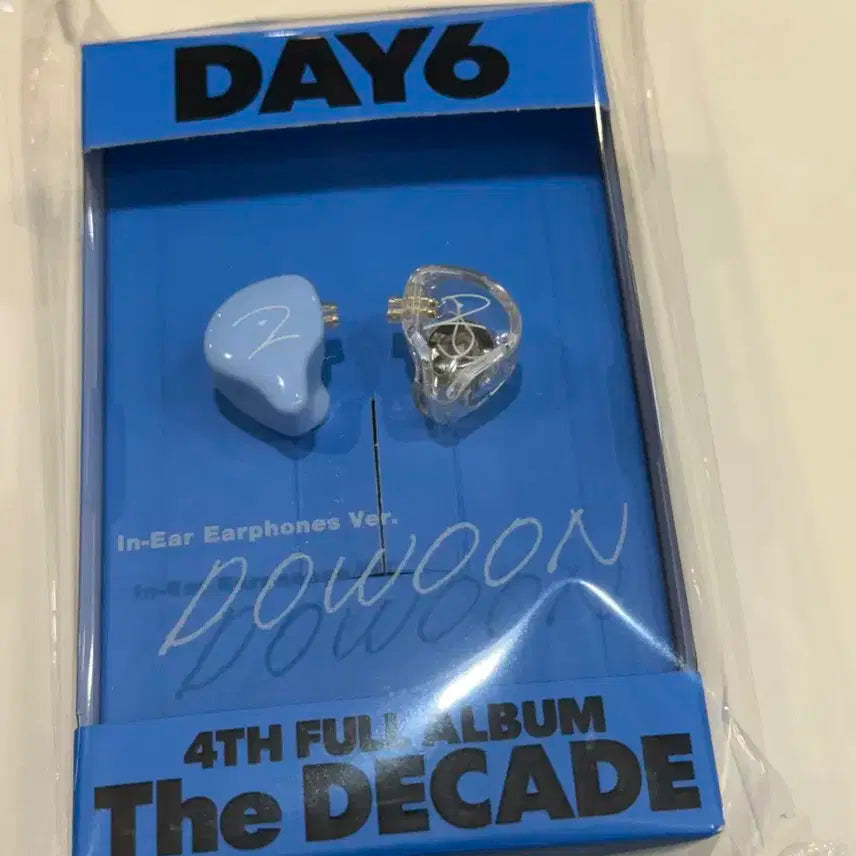 DAY6
In-Ear Earphones Ver.
DOWOON
4TH FULL ALBUM
The DECADE